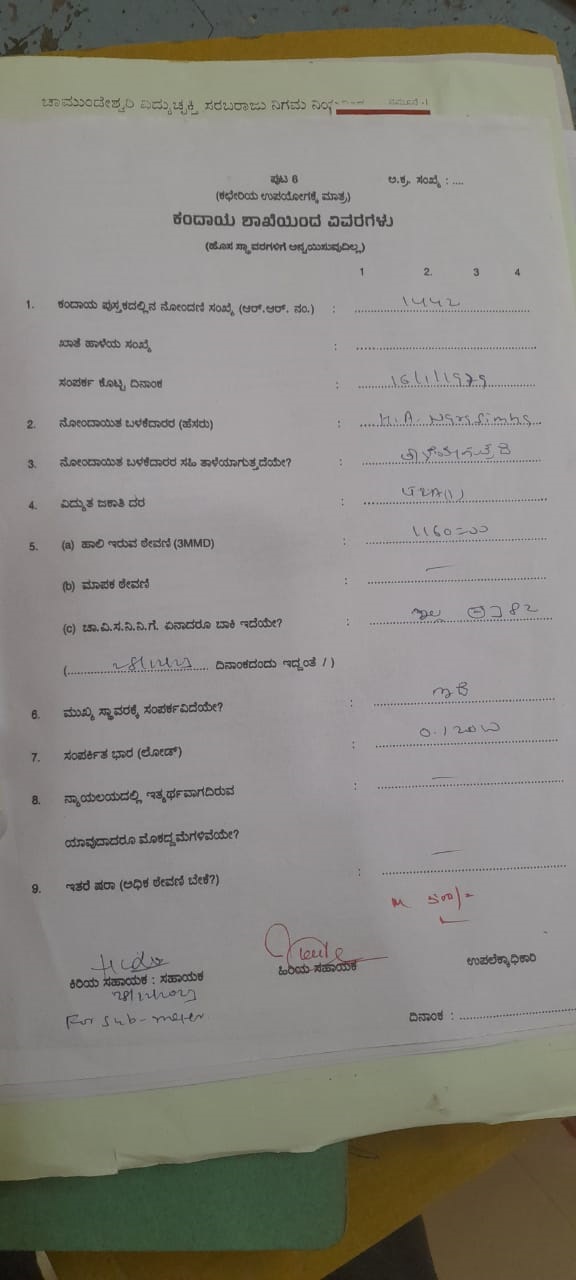 ಚಾಮುಂಡೇಶ್ವರಿ ವಿದ್ಯುಚ್ಛಕ್ತಿ ಸರಬರಾಜು ನಿಗಮ
ಪುಟ 6 ಅ.ಕ್ರ. ಸಂಖ್ಯೆ : ....
(ಕಛೇರಿಯ ಉಪಯೋಗಕ್ಕೆ ಮಾತ್ರ)
ಕಂದಾಯ ಶಾಖೆಯಿಂದ ವಿವರಗಳು
(ಹೊಸ ಸ್ಥಾವರಗಳಿಗೆ ಅನ್ವಯಿಸುವುದಿಲ್ಲ)
1 2. 3 4
1. ಕಂದಾಯ ಪುಸ್ತಕದಲ್ಲಿನ ನೋಂದಣಿ ಸಂಖ್ಯೆ (ಆರ್.ಆರ್. ನಂ.) : 1442
ಖಾತೆ ಹಾಳೆಯ ಸಂಖ್ಯೆ :
ಸಂಪರ್ಕ ಕೊಟ್ಟ ದಿನಾಂಕ : 16/1/1979
2. ನೋಂದಾಯಿತ ಬಳಕೆದಾರರ (ಹೆಸರು) : H.A. Narasimha
3. ನೋಂದಾಯಿತ ಬಳಕೆದಾರರ ಸಹಿ ತಾಳೆಯಾಗುತ್ತದೆಯೇ? :
4. ವಿದ್ಯುತ ಜಕಾತಿ ದರ :
5. (a) ಹಾಲಿ ಇರುವ ಠೇವಣಿ (3MMD) : 1160=00
(b) ಮಾಪಕ ಠೇವಣಿ : —
(c) ಚಾ.ವಿ.ಸ.ನಿ.ನಿ.ಗೆ. ಏನಾದರೂ ಬಾಕಿ ಇದೆಯೇ? :
( ದಿನಾಂಕದಂದು ಇದ್ದಂತೆ / )
6. ಮುಖ್ಯ ಸ್ಥಾವರಕ್ಕೆ ಸಂಪರ್ಕವಿದೆಯೇ? :
7. ಸಂಪರ್ಕಿತ ಭಾರ (ಲೋಡ್) :
8. ನ್ಯಾಯಲಯದಲ್ಲಿ ಇತ್ಯರ್ಥವಾಗದಿರುವ : —
ಯಾವುದಾದರೂ ಮೊಕದ್ದಮೆಗಳಿವೆಯೇ?
9. ಇತರೆ ಷರಾ (ಅಧಿಕ ಠೇವಣಿ ಬೇಕೆ?) : —
ಕಿರಿಯ ಸಹಾಯಕ : ಸಹಾಯಕ ಹಿರಿಯ ಸಹಾಯಕ ಉಪಲೆಕ್ಕಾಧಿಕಾರಿ
For sub-meter ದಿನಾಂಕ :